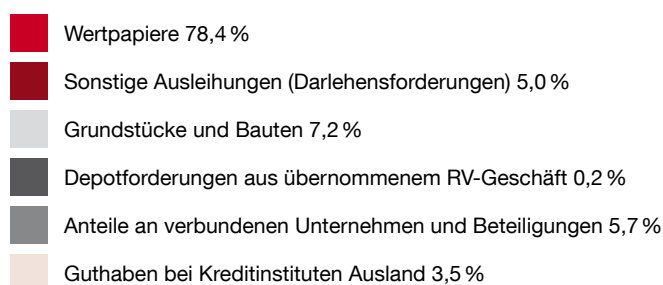 Wertpapiere 78,4 %
Sonstige Ausleihungen (Darlehensforderungen) 5,0 %
Grundstücke und Bauten 7,2 %
Depotforderungen aus übernommenem RV-Geschäft 0,2 %
Anteile an verbundenen Unternehmen und Beteiligungen 5,7 %
Guthaben bei Kreditinstituten Ausland 3,5 %